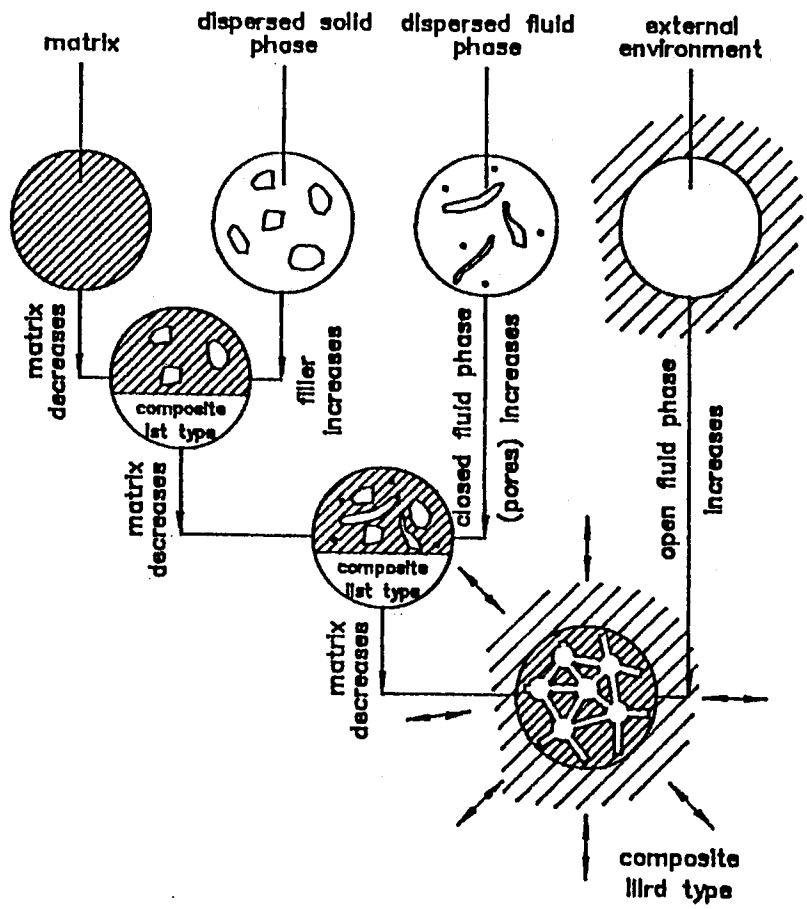 matrix
dispersed solid
phase
dispersed fluid
phase
external
environment
matrix
decreases
filler
increases
closed fluid phase
(pores) increases
open fluid phase
increases
composite
Ist type
matrix
decreases
composite
IIst type
matrix
decreases
composite
IIIrd type